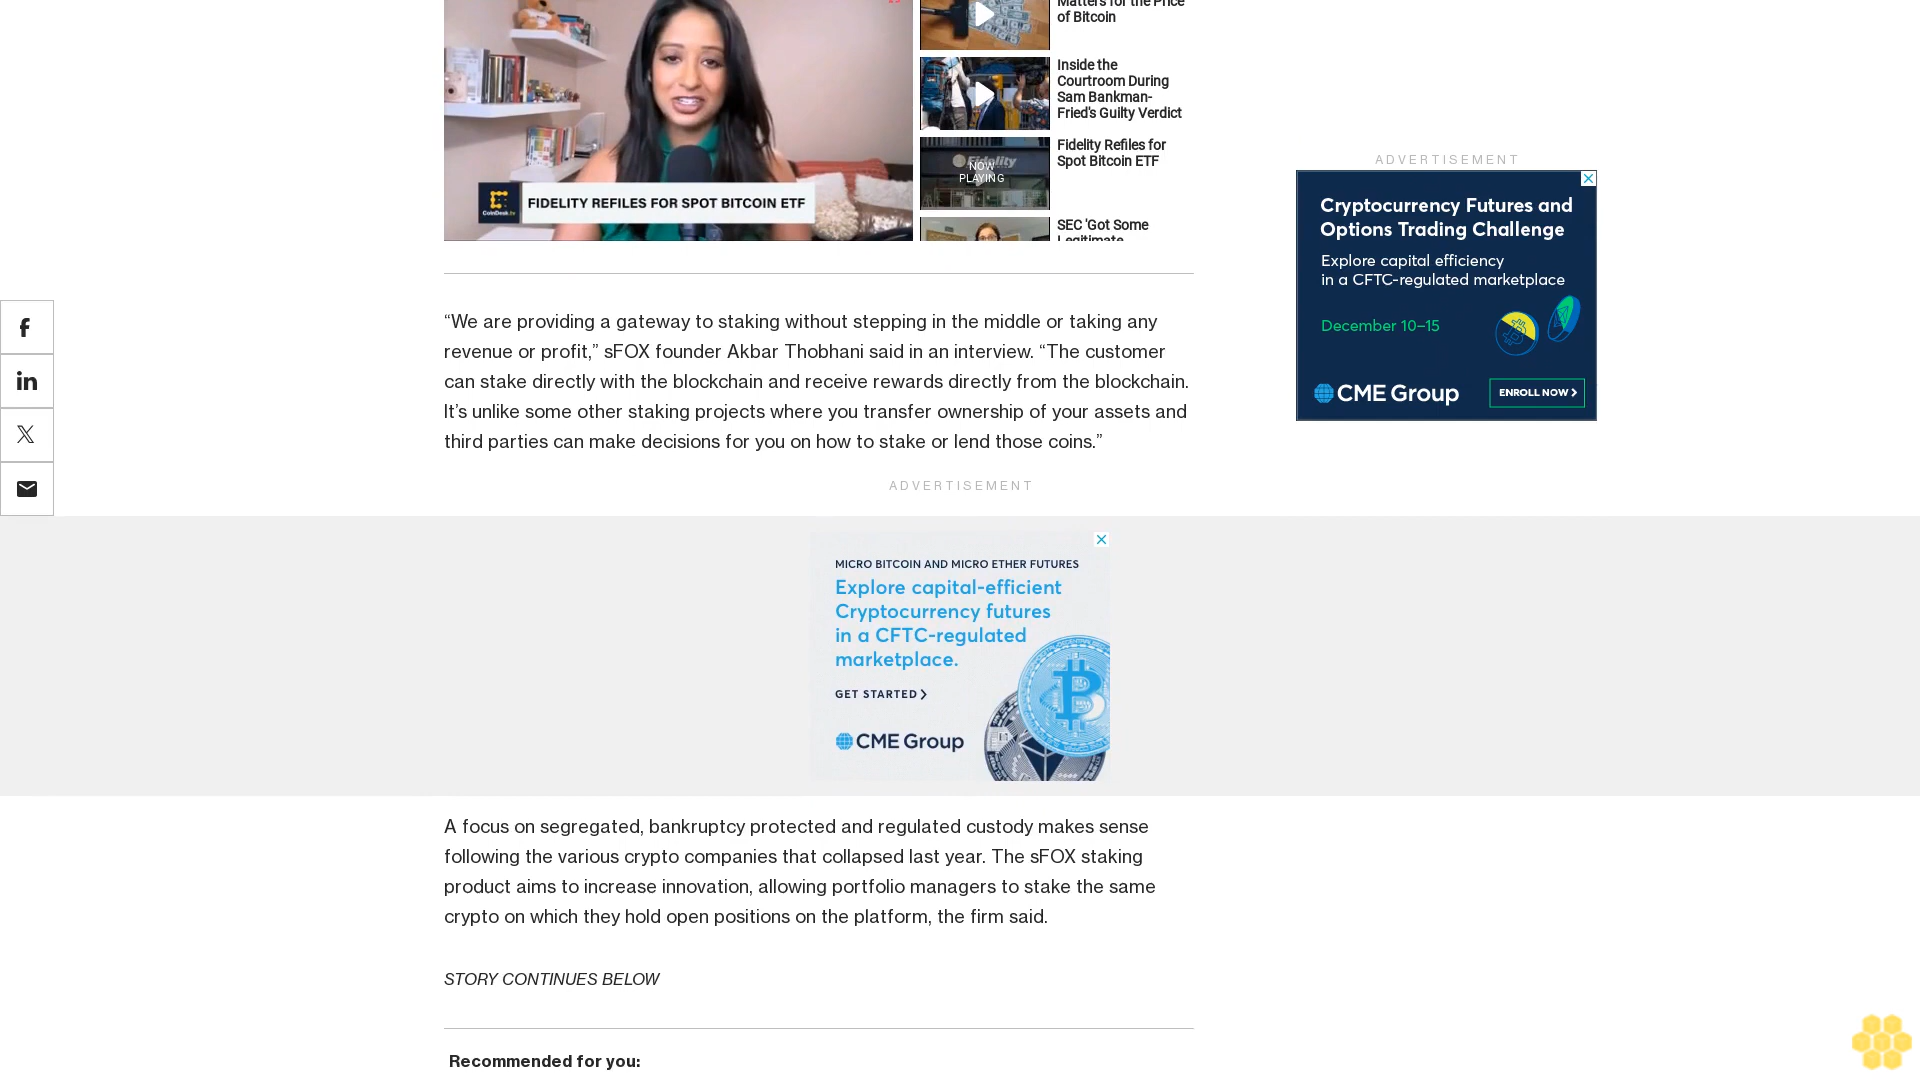 Matters for the Price
of Bitcoin
Inside the
Courtroom During
Sam Bankman-
Fried's Guilty Verdict
Fidelity
NOW
PLAYING
Fidelity Refiles for
Spot Bitcoin ETF
SEC 'Got Some
Legitimate
CoinDesk.tv
FIDELITY REFILES FOR SPOT BITCOIN ETF
ADVERTISEMENT
Cryptocurrency Futures and
Options Trading Challenge
Explore capital efficiency
in a CFTC-regulated marketplace
December 10–15
CME Group
ENROLL NOW
“We are providing a gateway to staking without stepping in the middle or taking any
revenue or profit,” sFOX founder Akbar Thobhani said in an interview. “The customer
can stake directly with the blockchain and receive rewards directly from the blockchain.
It’s unlike some other staking projects where you transfer ownership of your assets and
third parties can make decisions for you on how to stake or lend those coins.”
ADVERTISEMENT
MICRO BITCOIN AND MICRO ETHER FUTURES
Explore capital-efficient
Cryptocurrency futures
in a CFTC-regulated
marketplace.
GET STARTED
CME Group
A focus on segregated, bankruptcy protected and regulated custody makes sense
following the various crypto companies that collapsed last year. The sFOX staking
product aims to increase innovation, allowing portfolio managers to stake the same
crypto on which they hold open positions on the platform, the firm said.
STORY CONTINUES BELOW
Recommended for you: